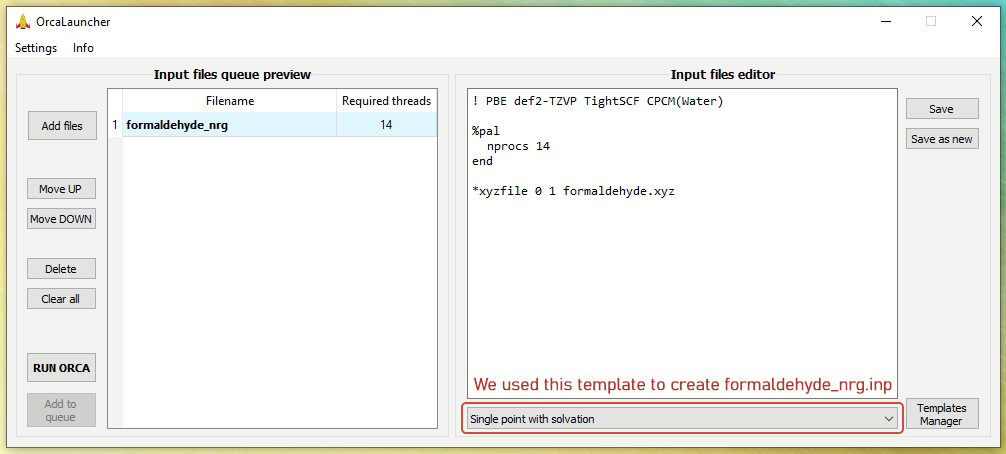 OrcaLauncher
Settings Info
Input files queue preview
Add files
Move UP
Move DOWN
Delete
Clear all
RUN ORCA
Add to
queue
Filename Required threads
1 formaldehyde_nrg 14
Input files editor
! PBE def2-TZVP TightSCF CPCM(Water)
%pal
nprocs 14
end
*xyzfile 0 1 formaldehyde.xyz
We used this template to create formaldehyde_nrg.inp
Single point with solvation
Save
Save as new
Templates
Manager